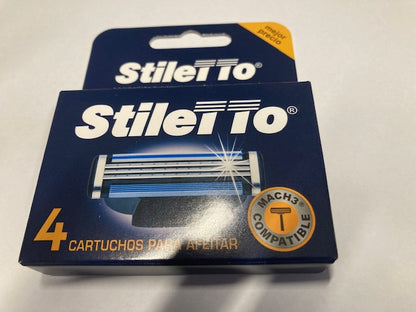 mejor
precio
Stiletto®
Stiletto®
MACH3®
COMPATIBLE
4 CARTUCHOS PARA AFEITAR